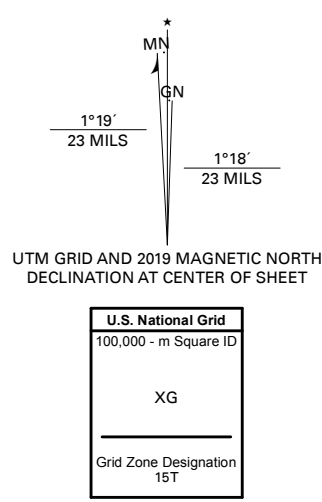 ★
MN
GN
1°19´
23 MILS
1°18´
23 MILS
UTM GRID AND 2019 MAGNETIC NORTH
DECLINATION AT CENTER OF SHEET
U.S. National Grid
100,000 - m Square ID
XG
Grid Zone Designation
15T